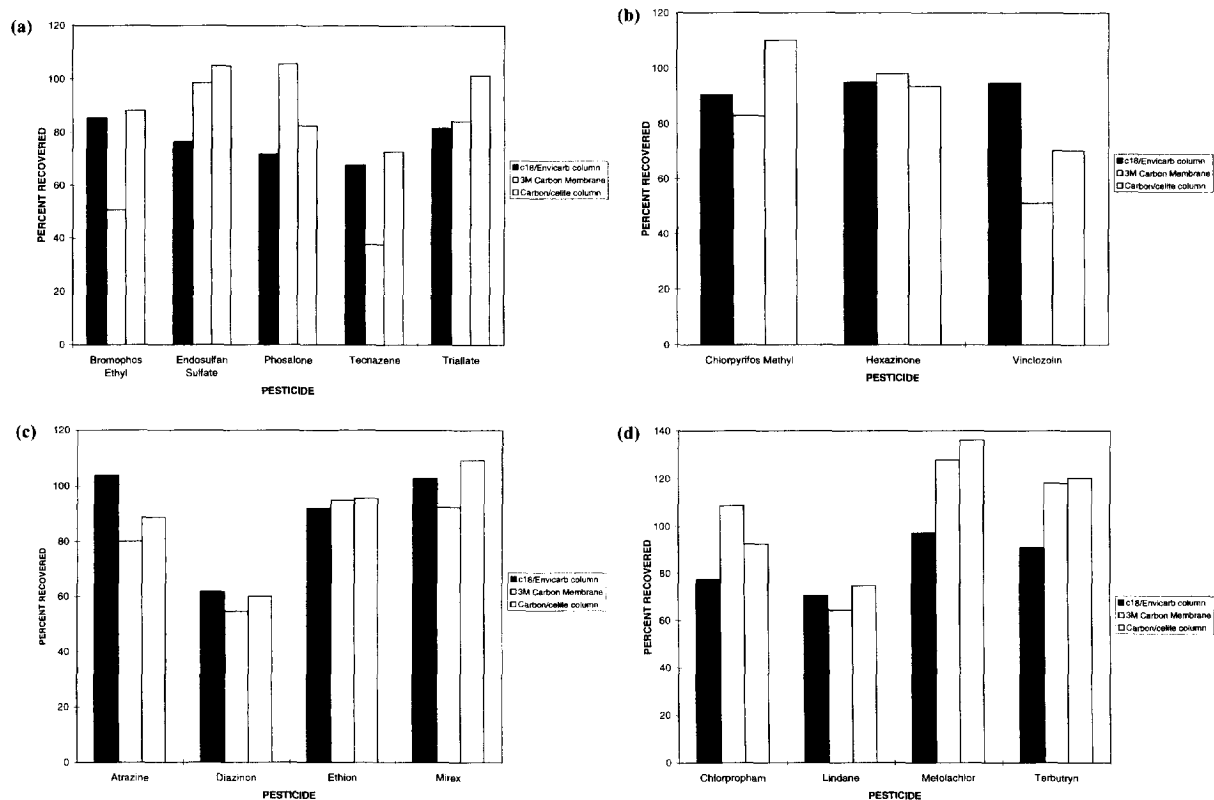 (a)
120
100
80
60
40
20
0
PERCENT RECOVERED
Bromophos Ethyl
Endosulfan Sulfate
Phosalone
Tecnazene
Triallate
PESTICIDE
c18/Envicarb column
3M Carbon Membrane
Carbon/celite column
(b)
120
100
80
60
40
20
0
PERCENT RECOVERED
Chlorpyrifos Methyl
Hexazinone
Vinclozolin
PESTICIDE
c18/Envicarb column
3M Carbon Membrane
Carbon/celite column
(c)
120
100
80
60
40
20
0
PERCENT RECOVERED
Atrazine
Diazinon
Ethion
Mirex
PESTICIDE
c18/Envicarb column
3M Carbon Membrane
Carbon/celite column
(d)
140
120
100
80
60
40
20
0
PERCENT RECOVERED
Chlorpropham
Lindane
Metolachlor
Terbutryn
PESTICIDE
c18/Envicarb column
3M Carbon Membrane
Carbon/celite column